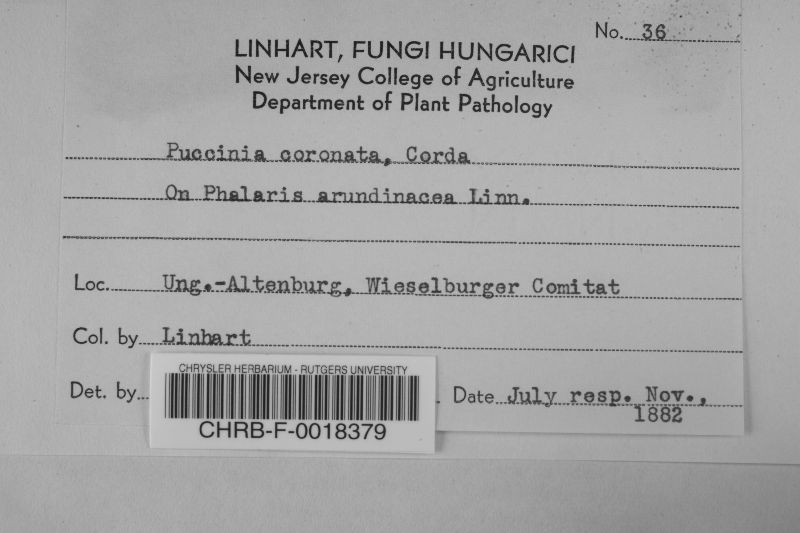 No. 36
LINHART, FUNGI HUNGARICI
New Jersey College of Agriculture
Department of Plant Pathology
Puccinia coronata, Corda
On Phalaris arundinacea Linn.
Loc. Ung.-Altenburg, Wieselburger Comitat
Col. by Linhart
Det. by
Date July resp. Nov.,
1882
CHRYSLER HERBARIUM - RUTGERS UNIVERSITY
CHRB-F-0018379